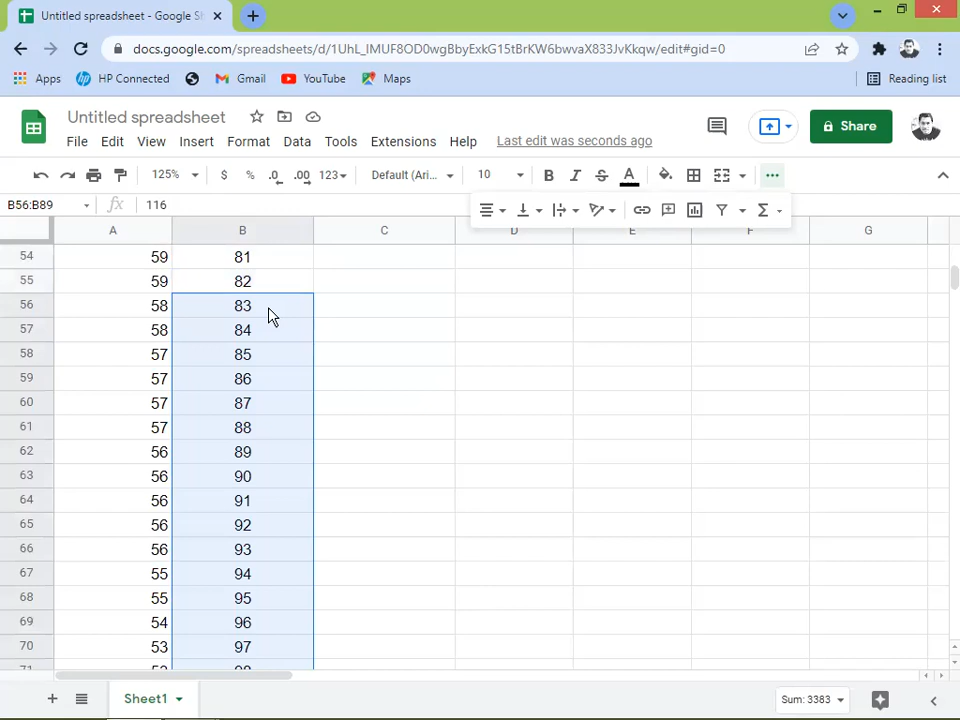 Untitled spreadsheet - Google Sh
docs.google.com/spreadsheets/d/1UhL_IMUF8OD0wgBbyExkG15tBrKW6bwvaX833JvKkqw/edit#gid=0
Apps HP Connected Gmail YouTube Maps Reading list
Untitled spreadsheet
Share
File Edit View Insert Format Data Tools Extensions Help Last edit was seconds ago
125% $ % .0 .00 123 Default (Ari... 10 B I S A
B56:B89 fx 116
A B C D E F G
54 59 81
55 59 82
56 58 83
57 58 84
58 57 85
59 57 86
60 57 87
61 57 88
62 56 89
63 56 90
64 56 91
65 56 92
66 56 93
67 55 94
68 55 95
69 54 96
70 53 97
71 98
Sheet1 Sum: 3383